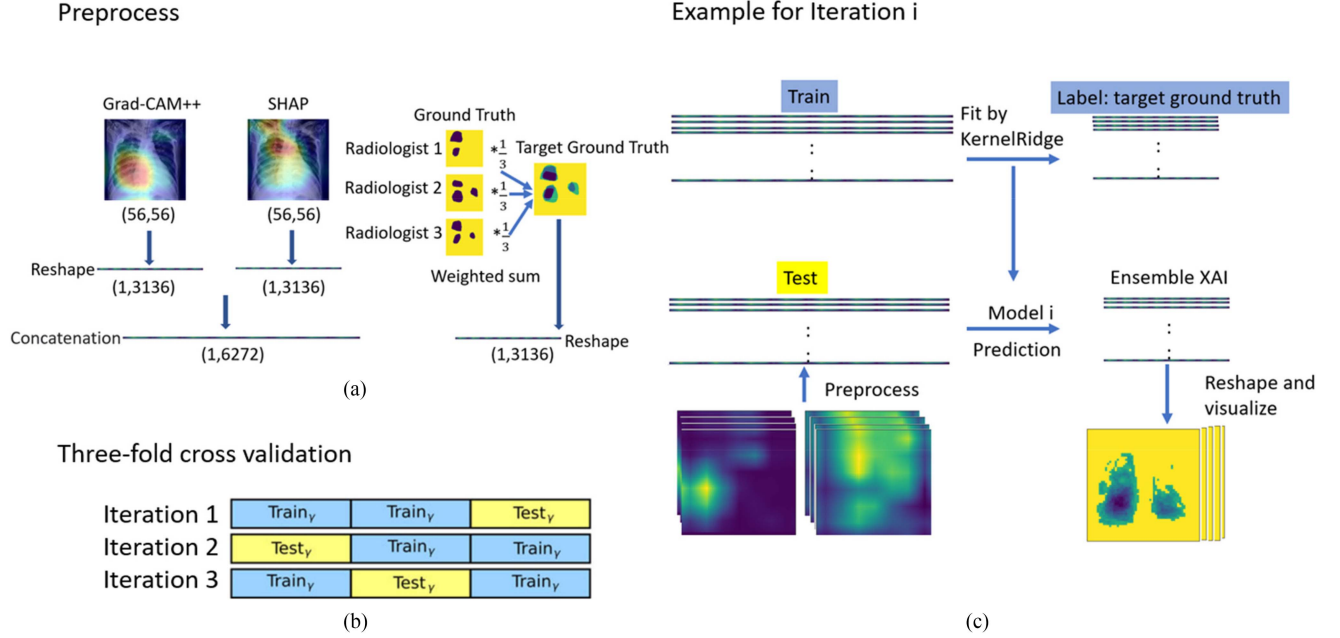 Preprocess
Grad-CAM++
SHAP
(56,56)
(56,56)
Reshape
(1,3136)
(1,3136)
Concatenation
(1,6272)
Ground Truth
Radiologist 1
*1/3
Target Ground Truth
Radiologist 2
*1/3
Radiologist 3
*1/3
Weighted sum
(1,3136)
Reshape
(a)
Three-fold cross validation
Iteration 1 Trainγ Trainγ Testγ
Iteration 2 Testγ Trainγ Trainγ
Iteration 3 Trainγ Testγ Trainγ
(b)
Example for Iteration i
Train
Fit by
KernelRidge
Label: target ground truth
Test
Model i
Prediction
Ensemble XAI
Preprocess
Reshape and
visualize
(c)